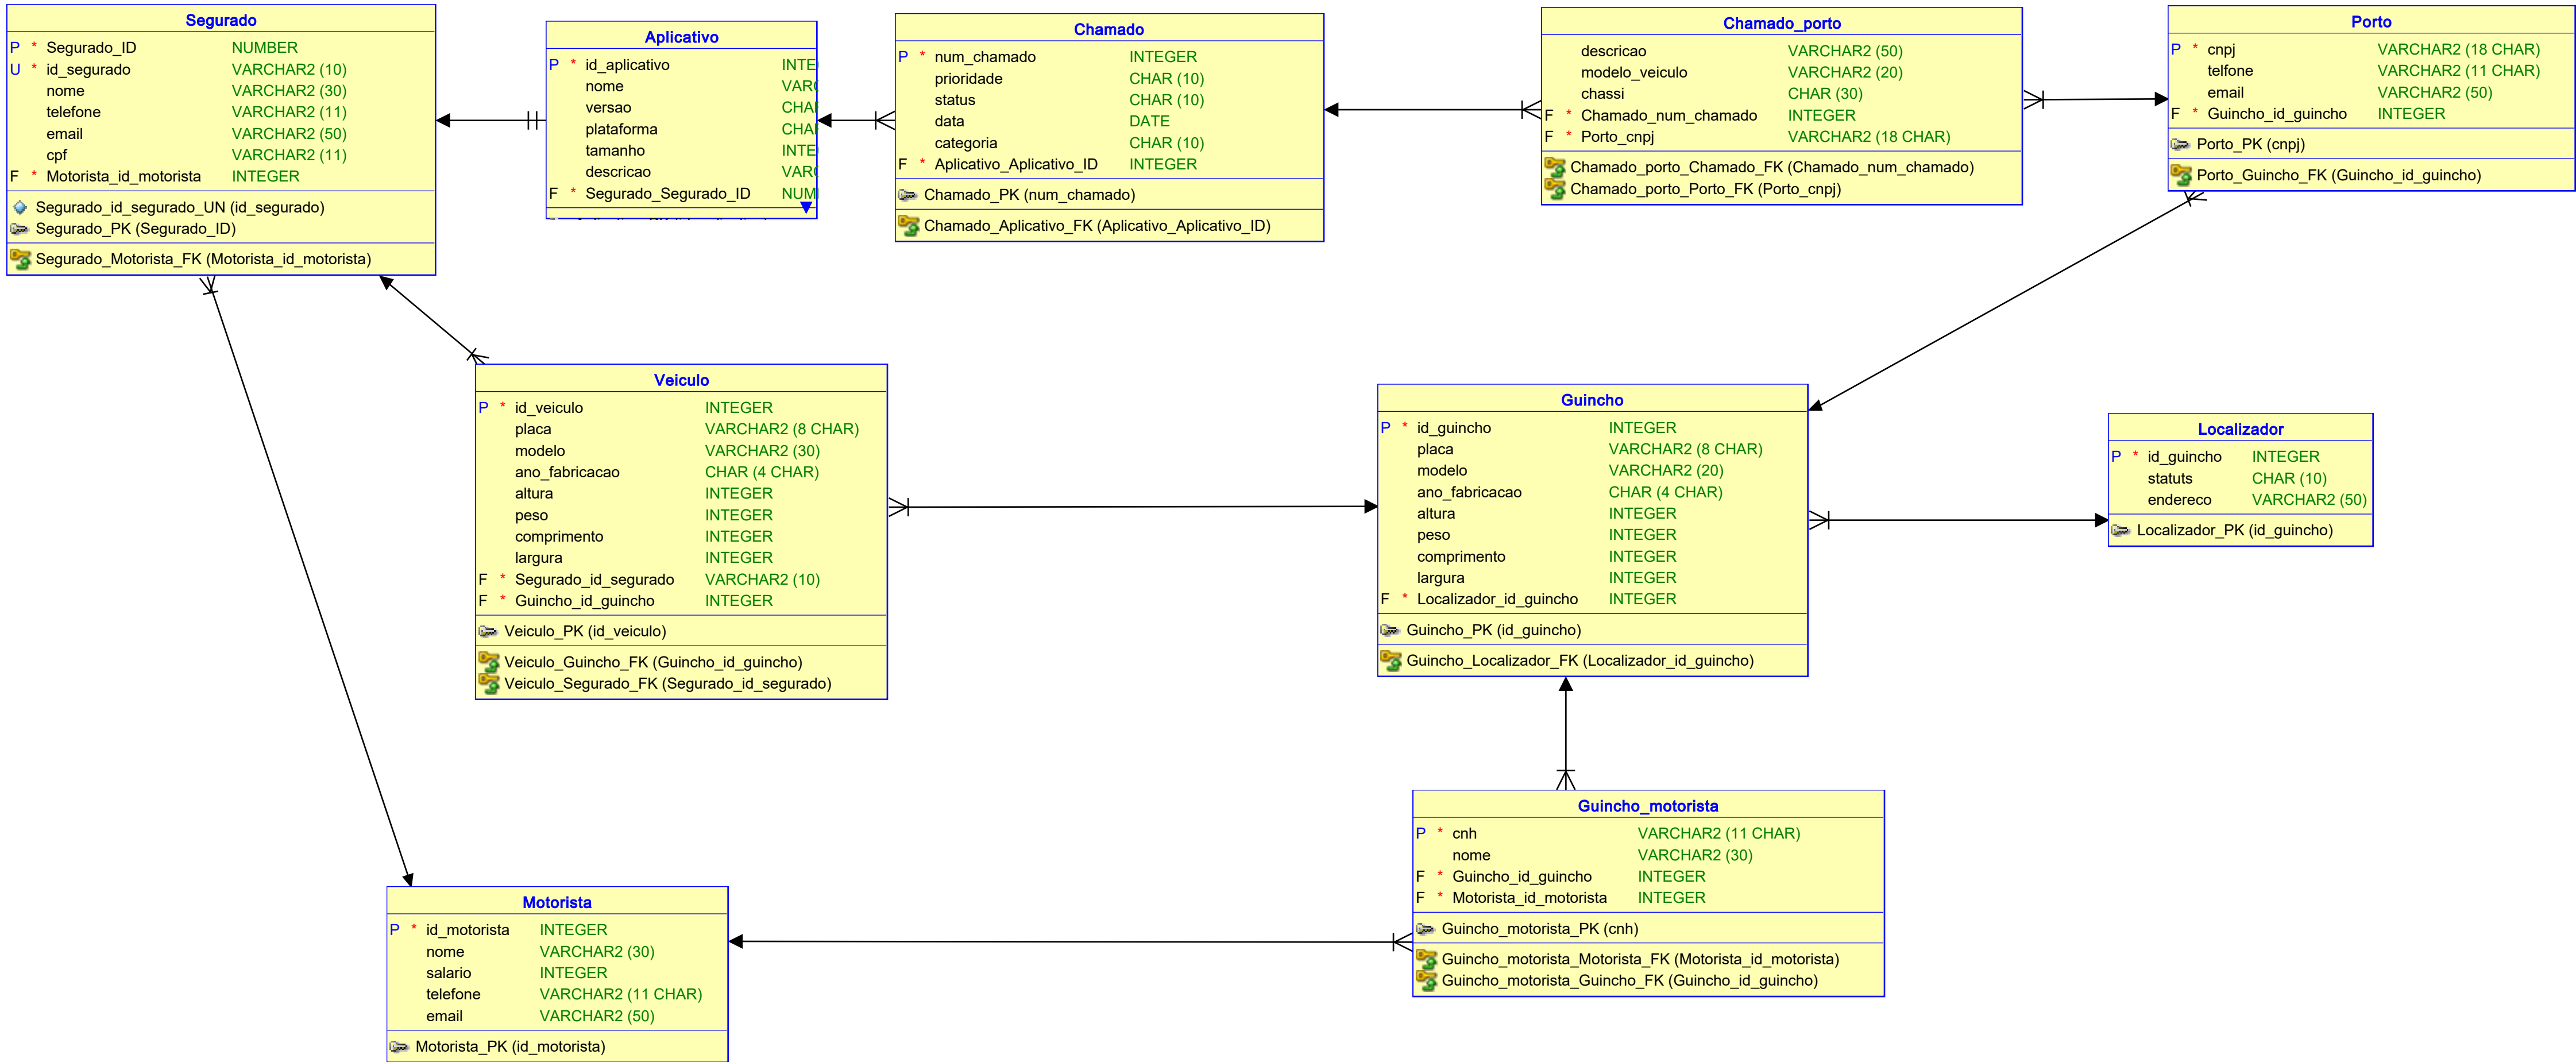 Segurado
P * Segurado_ID NUMBER
U * id_segurado VARCHAR2 (10)
nome VARCHAR2 (30)
telefone VARCHAR2 (11)
email VARCHAR2 (50)
cpf VARCHAR2 (11)
F * Motorista_id_motorista INTEGER
Segurado_id_segurado_UN (id_segurado)
Segurado_PK (Segurado_ID)
Segurado_Motorista_FK (Motorista_id_motorista)
Aplicativo
P * id_aplicativo INTE
nome VARC
versao CHAR
plataforma CHAR
tamanho INTE
descricao VARC
F * Segurado_Segurado_ID NUM
Chamado
P * num_chamado INTEGER
prioridade CHAR (10)
status CHAR (10)
data DATE
categoria CHAR (10)
F * Aplicativo_Aplicativo_ID INTEGER
Chamado_PK (num_chamado)
Chamado_Aplicativo_FK (Aplicativo_Aplicativo_ID)
Chamado_porto
descricao VARCHAR2 (50)
modelo_veiculo VARCHAR2 (20)
chassi CHAR (30)
F * Chamado_num_chamado INTEGER
F * Porto_cnpj VARCHAR2 (18 CHAR)
Chamado_porto_Chamado_FK (Chamado_num_chamado)
Chamado_porto_Porto_FK (Porto_cnpj)
Porto
P * cnpj VARCHAR2 (18 CHAR)
telfone VARCHAR2 (11 CHAR)
email VARCHAR2 (50)
F * Guincho_id_guincho INTEGER
Porto_PK (cnpj)
Porto_Guincho_FK (Guincho_id_guincho)
Veiculo
P * id_veiculo INTEGER
placa VARCHAR2 (8 CHAR)
modelo VARCHAR2 (30)
ano_fabricacao CHAR (4 CHAR)
altura INTEGER
peso INTEGER
comprimento INTEGER
largura INTEGER
F * Segurado_id_segurado VARCHAR2 (10)
F * Guincho_id_guincho INTEGER
Veiculo_PK (id_veiculo)
Veiculo_Guincho_FK (Guincho_id_guincho)
Veiculo_Segurado_FK (Segurado_id_segurado)
Guincho
P * id_guincho INTEGER
placa VARCHAR2 (8 CHAR)
modelo VARCHAR2 (20)
ano_fabricacao CHAR (4 CHAR)
altura INTEGER
peso INTEGER
comprimento INTEGER
largura INTEGER
F * Localizador_id_guincho INTEGER
Guincho_PK (id_guincho)
Guincho_Localizador_FK (Localizador_id_guincho)
Localizador
P * id_guincho INTEGER
statuts CHAR (10)
endereco VARCHAR2 (50)
Localizador_PK (id_guincho)
Guincho_motorista
P * cnh VARCHAR2 (11 CHAR)
nome VARCHAR2 (30)
F * Guincho_id_guincho INTEGER
F * Motorista_id_motorista INTEGER
Guincho_motorista_PK (cnh)
Guincho_motorista_Motorista_FK (Motorista_id_motorista)
Guincho_motorista_Guincho_FK (Guincho_id_guincho)
Motorista
P * id_motorista INTEGER
nome VARCHAR2 (30)
salario INTEGER
telefone VARCHAR2 (11 CHAR)
email VARCHAR2 (50)
Motorista_PK (id_motorista)